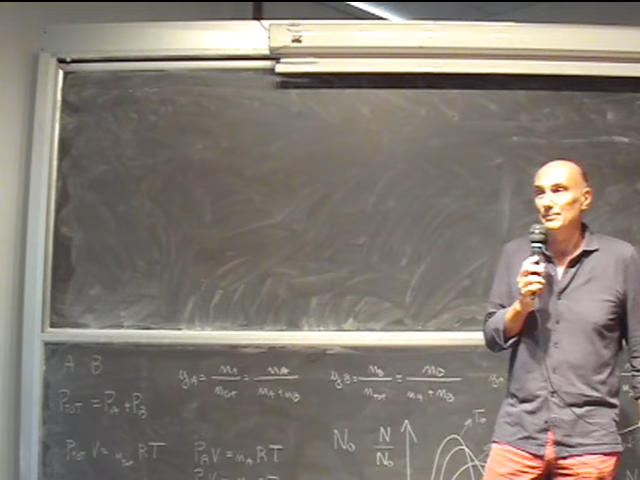 A B
y_A = n_A / n_TOT = n_A / (n_A + n_B)
y_B = n_B / n_TOT = n_B / (n_A + n_B)
P_TOT = P_A + P_B
P_TOT V = n_TOT RT
P_A V = n_A RT
N_0
N / N_0
T_0